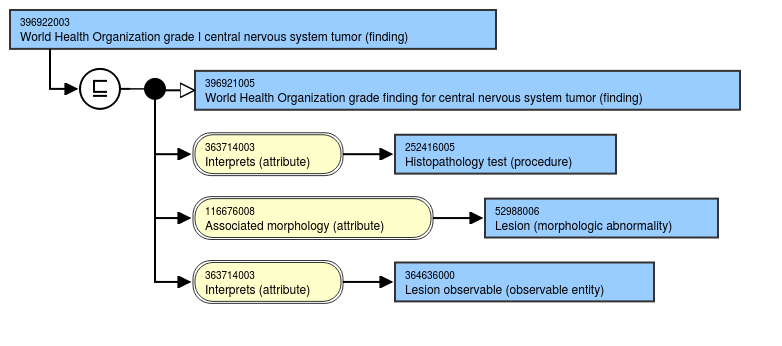 396922003
World Health Organization grade I central nervous system tumor (finding)
⊑
396921005
World Health Organization grade finding for central nervous system tumor (finding)
363714003
Interprets (attribute)
252416005
Histopathology test (procedure)
116676008
Associated morphology (attribute)
52988006
Lesion (morphologic abnormality)
363714003
Interprets (attribute)
364636000
Lesion observable (observable entity)